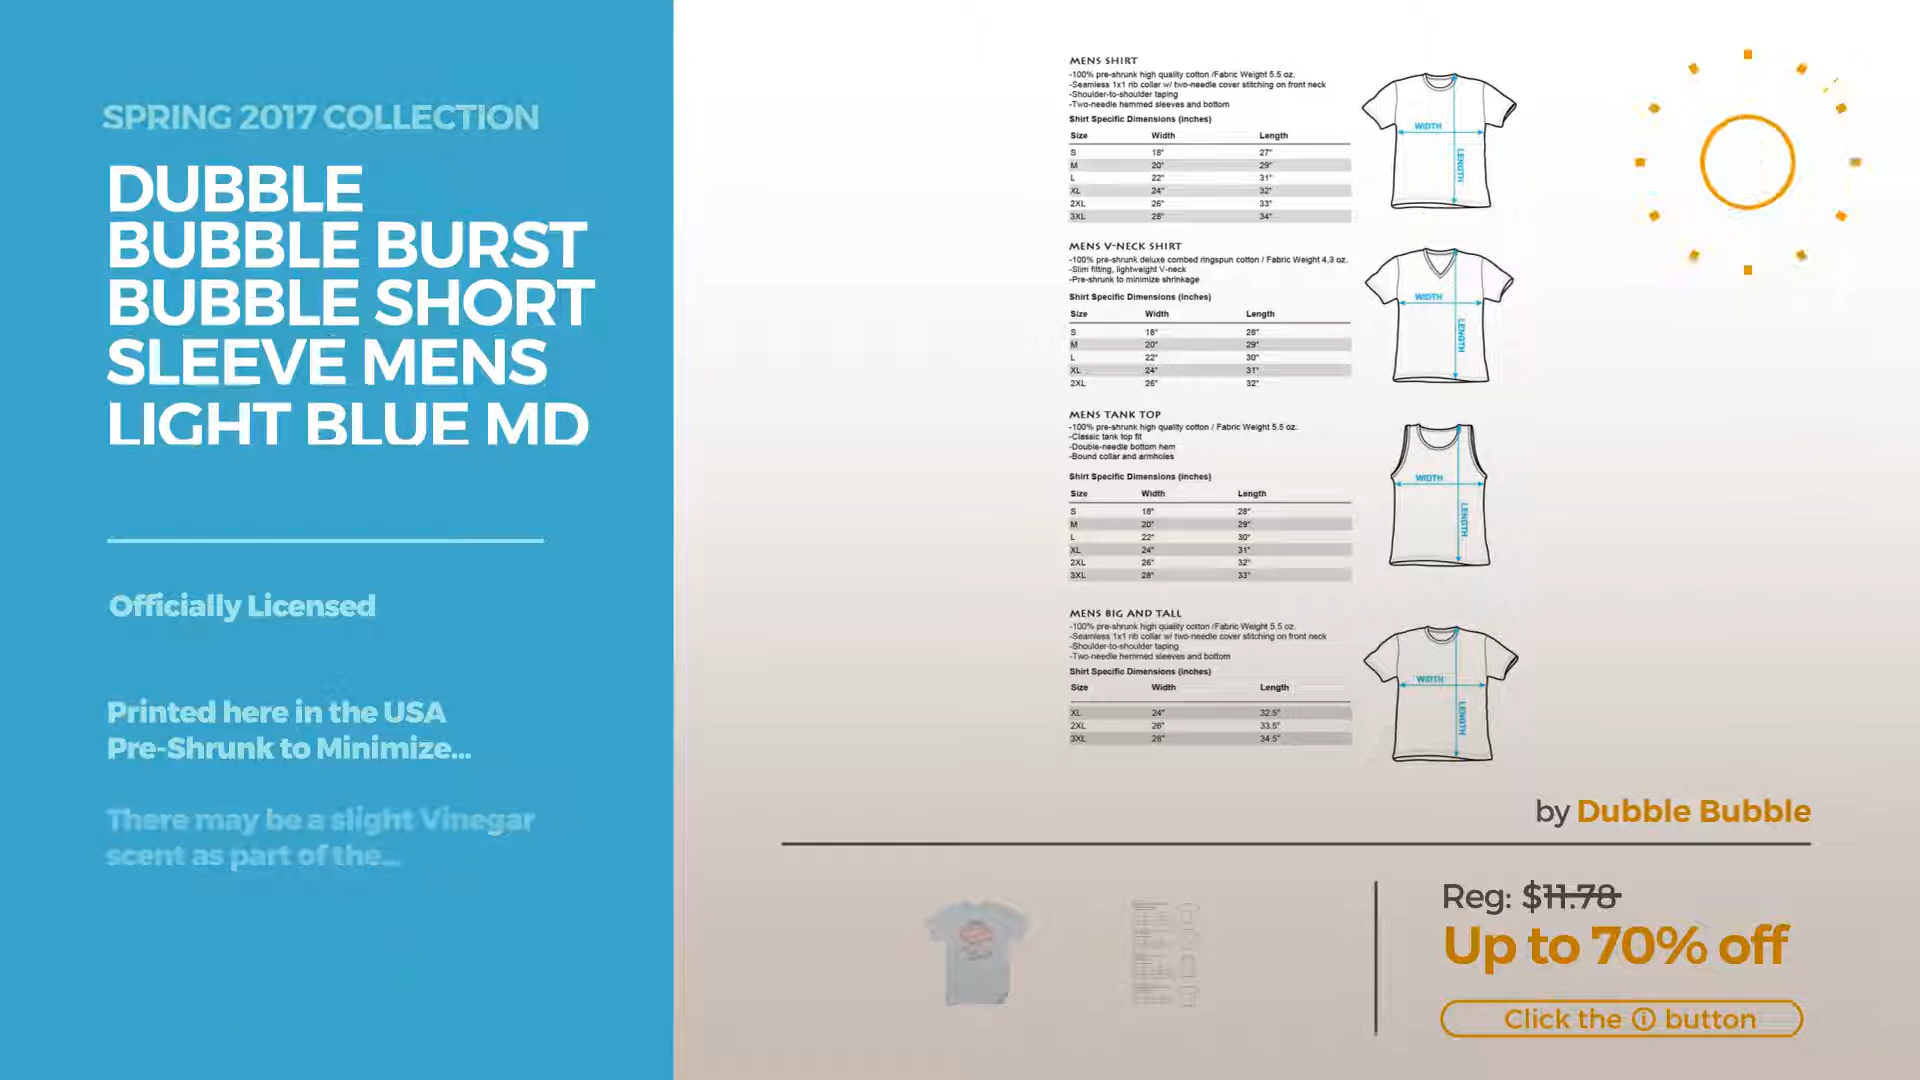 SPRING 2017 COLLECTION
DUBBLE
BUBBLE BURST
BUBBLE SHORT
SLEEVE MENS
LIGHT BLUE MD
Officially Licensed
Printed here in the USA
Pre-Shrunk to Minimize...
There may be a slight Vinegar
scent as part of the...
MENS SHIRT
-100% pre-shrunk high quality cotton /Fabric Weight 5.5 oz.
-Seamless 1x1 rib collar w/ two-needle cover stitching on front neck
-Shoulder-to-shoulder taping
-Two-needle hemmed sleeves and bottom
Shirt Specific Dimensions (inches)
Size Width Length
S 18" 27"
M 20" 29"
L 22" 31"
XL 24" 32"
2XL 26" 33"
3XL 28" 34"
WIDTH
LENGTH
MENS V-NECK SHIRT
-100% pre-shrunk deluxe combed ringspun cotton / Fabric Weight 4.3 oz.
-Slim fitting, lightweight V-neck
-Pre-shrunk to minimize shrinkage
Shirt Specific Dimensions (inches)
Size Width Length
S 18" 28"
M 20" 29"
L 22" 30"
XL 24" 31"
2XL 26" 32"
WIDTH
LENGTH
MENS TANK TOP
-100% pre-shrunk high quality cotton / Fabric Weight 5.5 oz.
-Classic tank top fit
-Double-needle bottom hem
-Bound collar and armholes
Shirt Specific Dimensions (inches)
Size Width Length
S 18" 28"
M 20" 29"
L 22" 30"
XL 24" 31"
2XL 26" 32"
3XL 28" 33"
WIDTH
LENGTH
MENS BIG AND TALL
-100% pre-shrunk high quality cotton /Fabric Weight 5.5 oz.
-Seamless 1x1 rib collar w/ two-needle cover stitching on front neck
-Shoulder-to-shoulder taping
-Two-needle hemmed sleeves and bottom
Shirt Specific Dimensions (inches)
Size Width Length
XL 24" 32.5"
2XL 26" 33.5"
3XL 28" 34.5"
WIDTH
LENGTH
by Dubble Bubble
Reg: $11.78
Up to 70% off
Click the ⓘ button